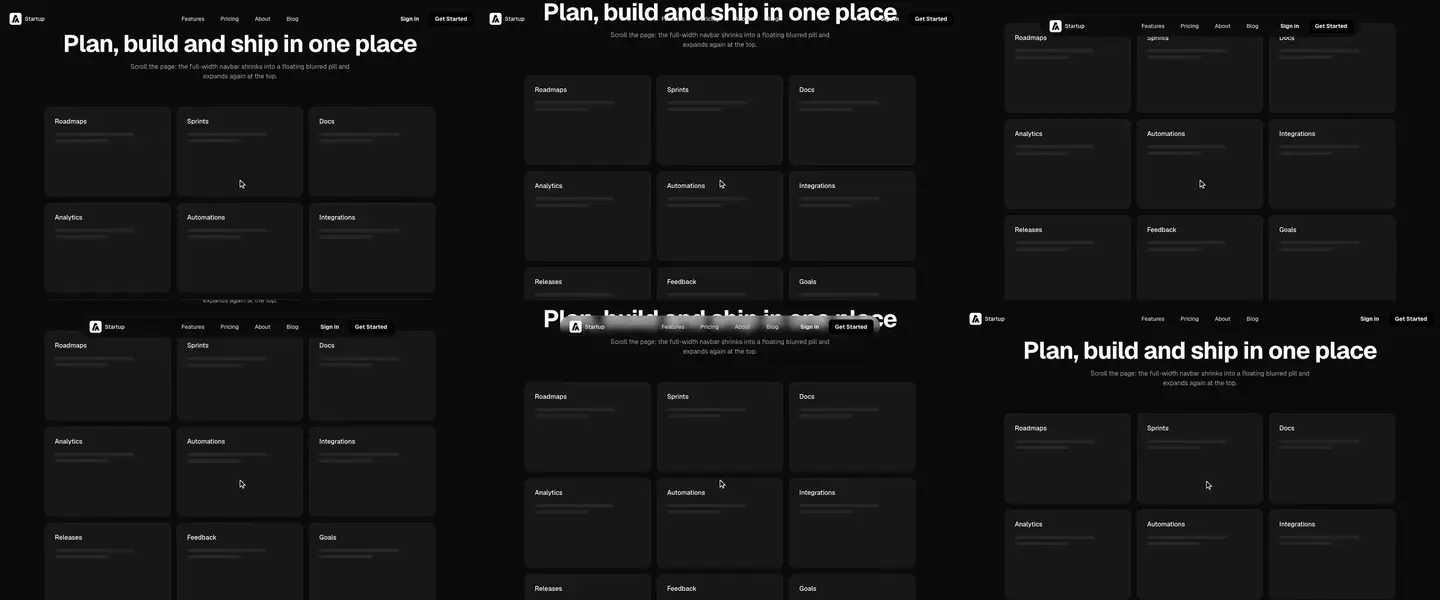 Startup Features Pricing About Blog Sign in Get Started
Plan, build and ship in one place
Scroll the page: the full-width navbar shrinks into a floating blurred pill and
expands again at the top.
Roadmaps Sprints Docs
Analytics Automations Integrations
Startup Get Started
Plan, build and ship in one place
Scroll the page: the full-width navbar shrinks into a floating blurred pill and
expands again at the top.
Roadmaps Sprints Docs
Analytics Automations Integrations
Releases Feedback Goals
Startup Features Pricing About Blog Sign in Get Started
Roadmaps Sprints Docs
Analytics Automations Integrations
Releases Feedback Goals
expands again at the top.
Startup Features Pricing About Blog Sign in Get Started
Roadmaps Sprints Docs
Analytics Automations Integrations
Releases Feedback Goals
Plan, build and ship in one place
Startup Features Pricing About Blog Sign in Get Started
Scroll the page: the full-width navbar shrinks into a floating blurred pill and
expands again at the top.
Roadmaps Sprints Docs
Analytics Automations Integrations
Releases Feedback Goals
Startup Features Pricing About Blog Sign in Get Started
Plan, build and ship in one place
Scroll the page: the full-width navbar shrinks into a floating blurred pill and
expands again at the top.
Roadmaps Sprints Docs
Analytics Automations Integrations